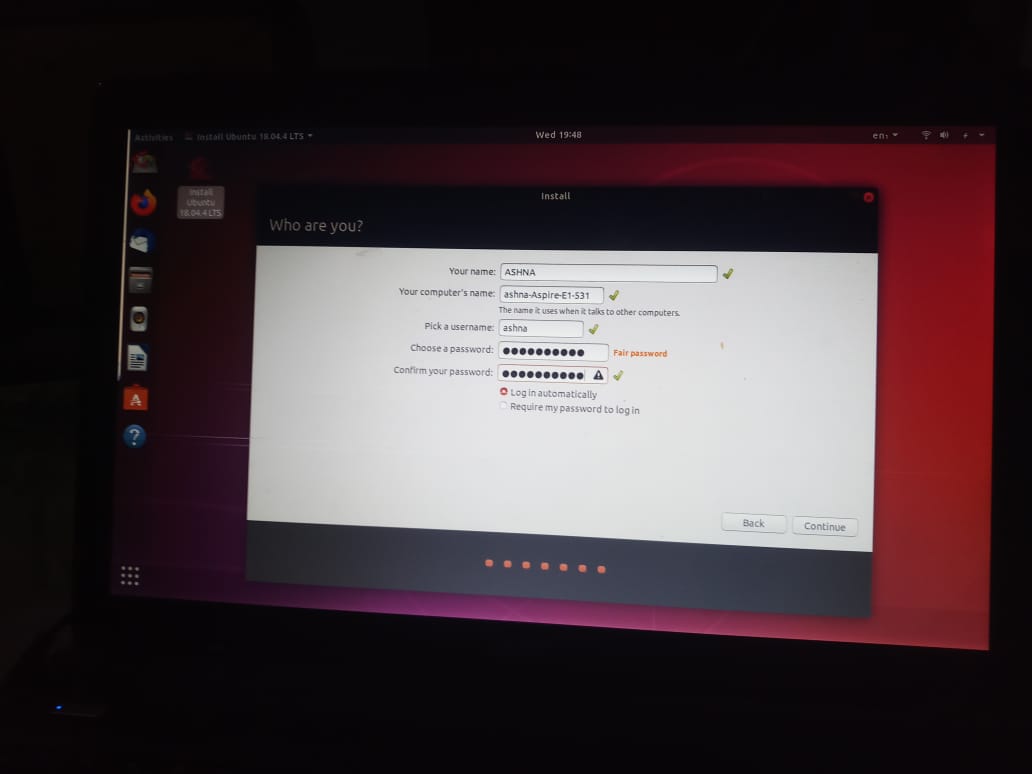 Activities Install Ubuntu 18.04.4 LTS Wed 19:48 en₁
Install
Ubuntu
18.04.4 LTS
Install
Who are you?
Your name: ASHNA
Your computer's name: ashna-Aspire-E1-531
The name it uses when it talks to other computers.
Pick a username: ashna
Choose a password: ●●●●●●●●●● Fair password
Confirm your password: ●●●●●●●●●●
Log in automatically
Require my password to log in
Back Continue